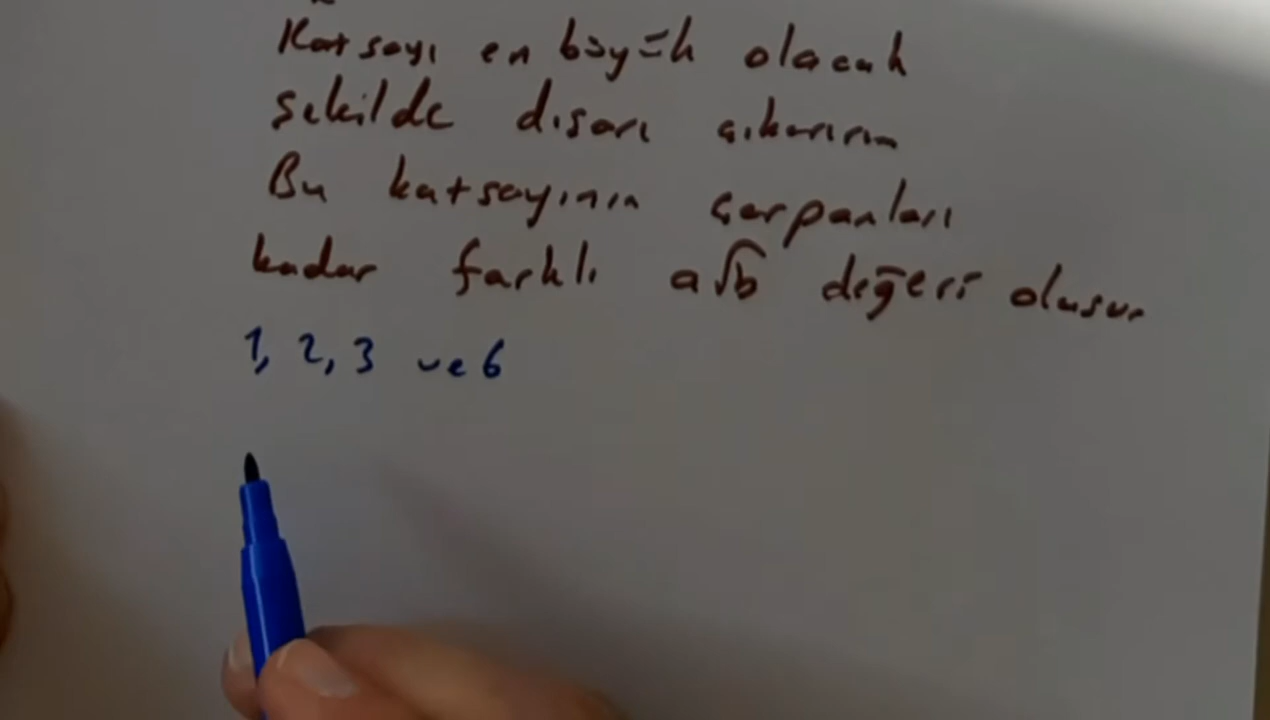 Katsayı en büyük olacak
şekilde dışarı çıkarırım
Bu katsayının çarpanları
kadar farklı a√b değeri oluşur
1, 2, 3 ve 6